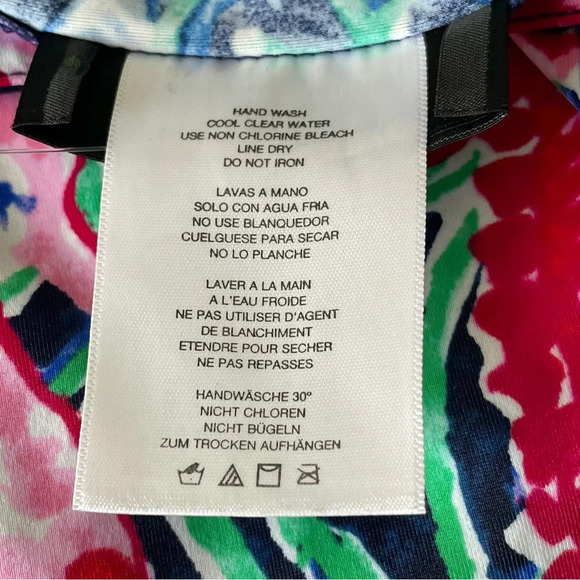 HAND WASH
COOL CLEAR WATER
USE NON CHLORINE BLEACH
LINE DRY
DO NOT IRON
LAVAS A MANO
SOLO CON AGUA FRIA
NO USE BLANQUEDOR
CUELGUESE PARA SECAR
NO LO PLANCHE
LAVER A LA MAIN
A L'EAU FROIDE
NE PAS UTILISER D'AGENT
DE BLANCHIMENT
ETENDRE POUR SECHER
NE PAS REPASSES
HANDWÄSCHE 30º
NICHT CHLOREN
NICHT BÜGELN
ZUM TROCKEN AUFHÄNGEN